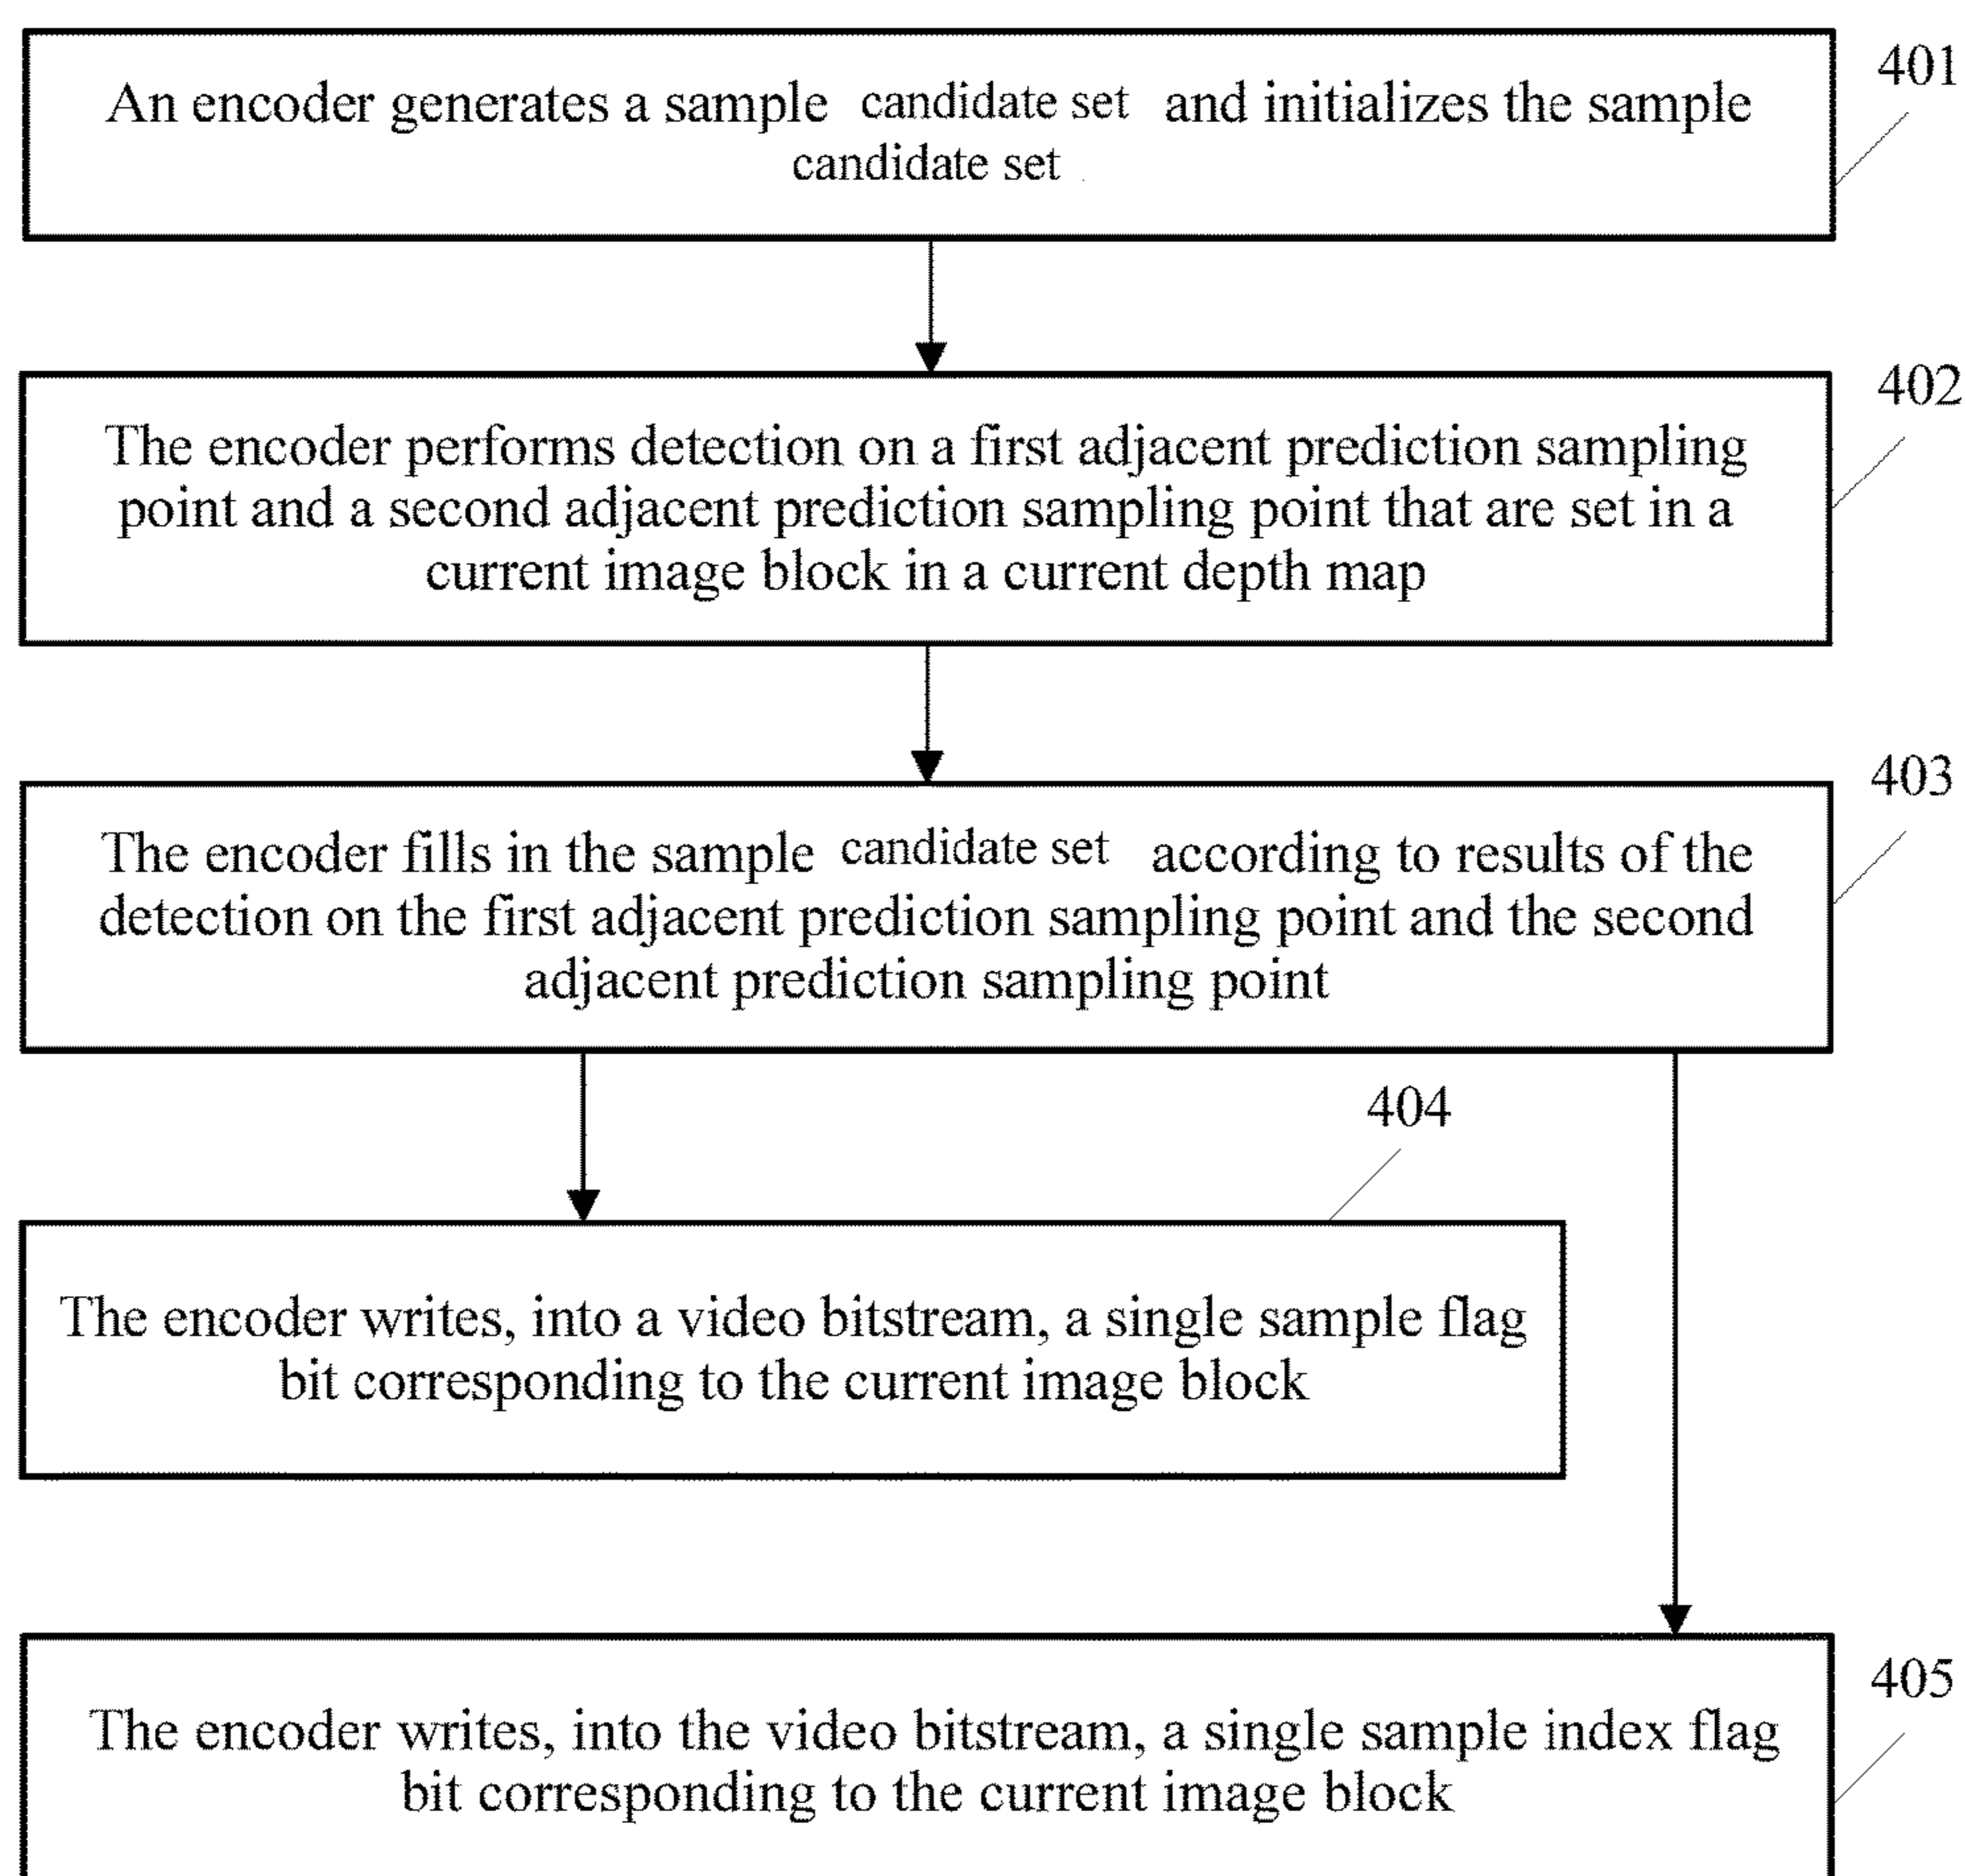 An encoder generates a sample candidate set and initializes the sample
candidate set
401
The encoder performs detection on a first adjacent prediction sampling
point and a second adjacent prediction sampling point that are set in a
current image block in a current depth map
402
The encoder fills in the sample candidate set according to results of the
detection on the first adjacent prediction sampling point and the second
adjacent prediction sampling point
403
404
The encoder writes, into a video bitstream, a single sample flag
bit corresponding to the current image block
The encoder writes, into the video bitstream, a single sample index flag
bit corresponding to the current image block
405